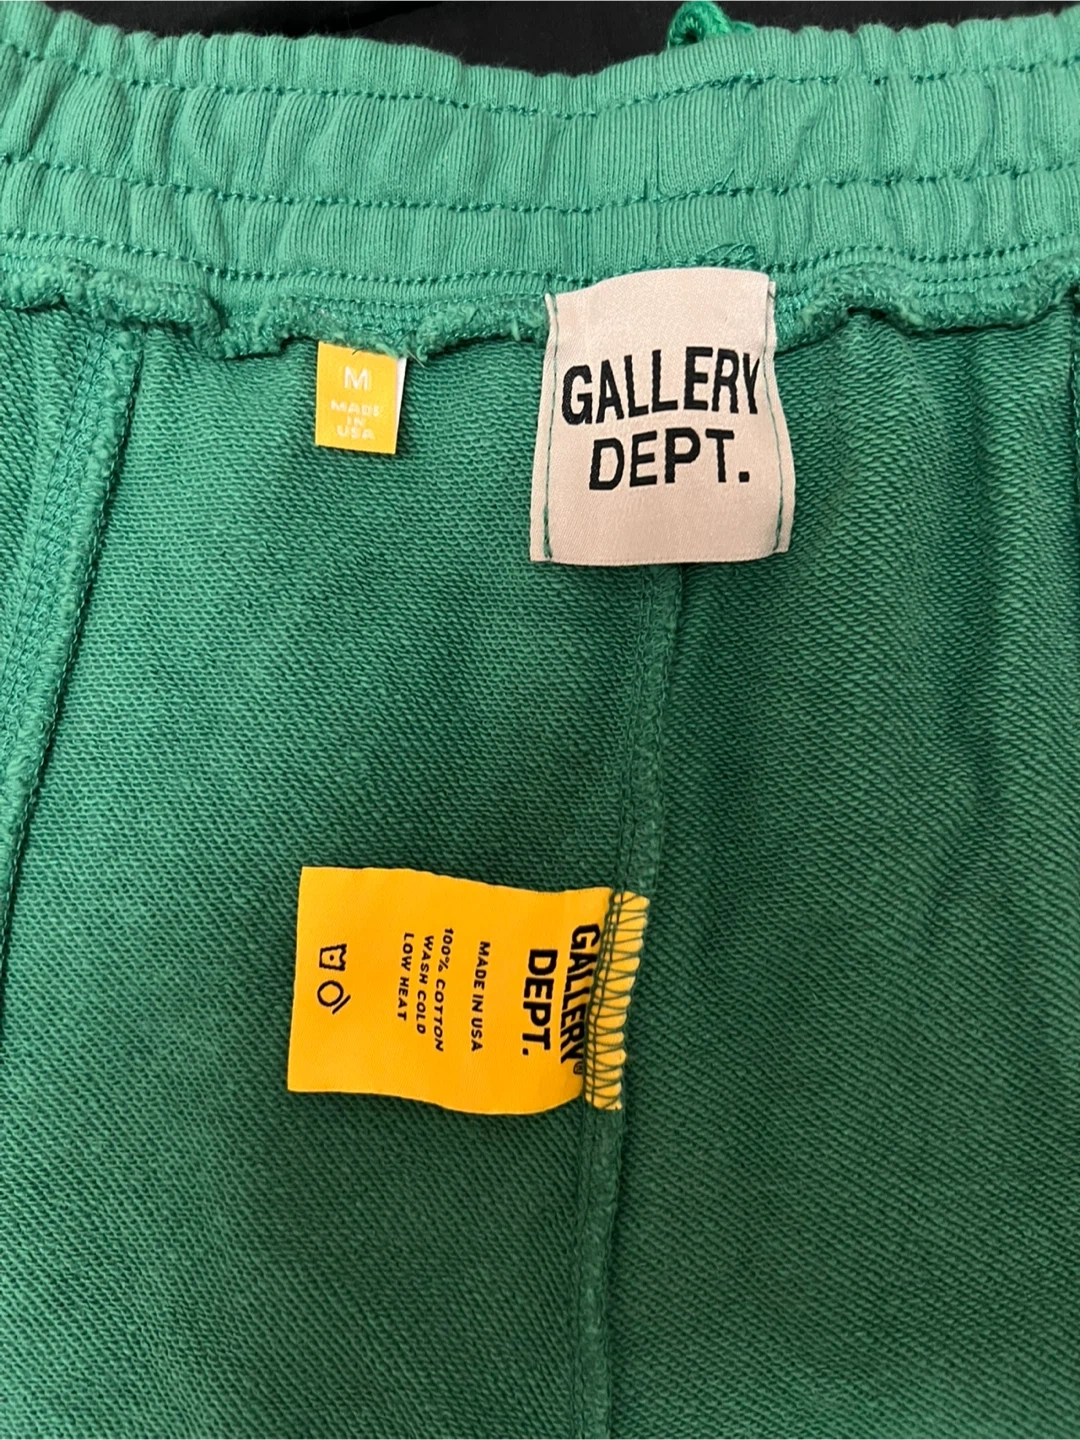 M
MADE
IN
USA
GALLERY
DEPT.
GALLERY®
DEPT.
MADE IN USA
100% COTTON
WASH COLD
LOW HEAT